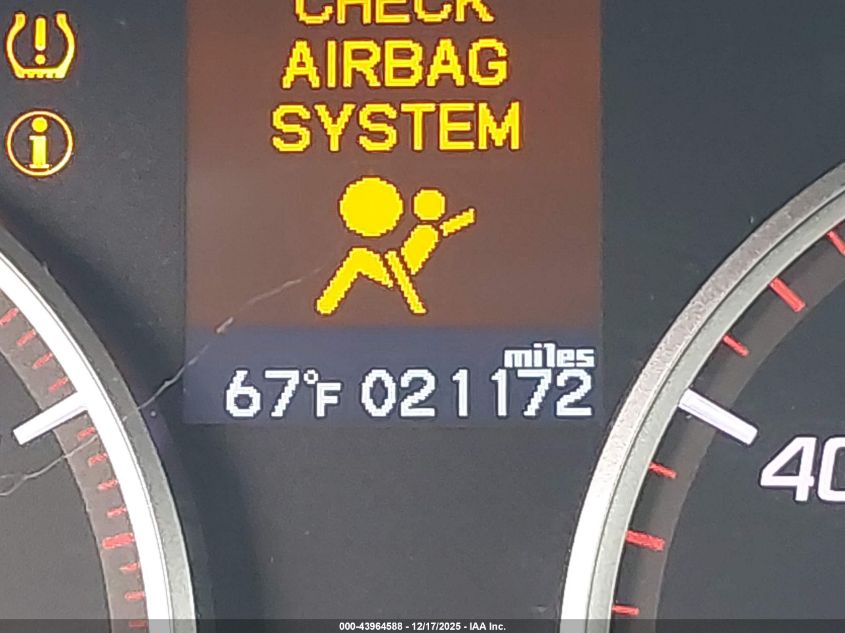 CHECK
AIRBAG
SYSTEM
miles
67°F 021172
40
000-43964588 - 12/17/2025 - IAA Inc.